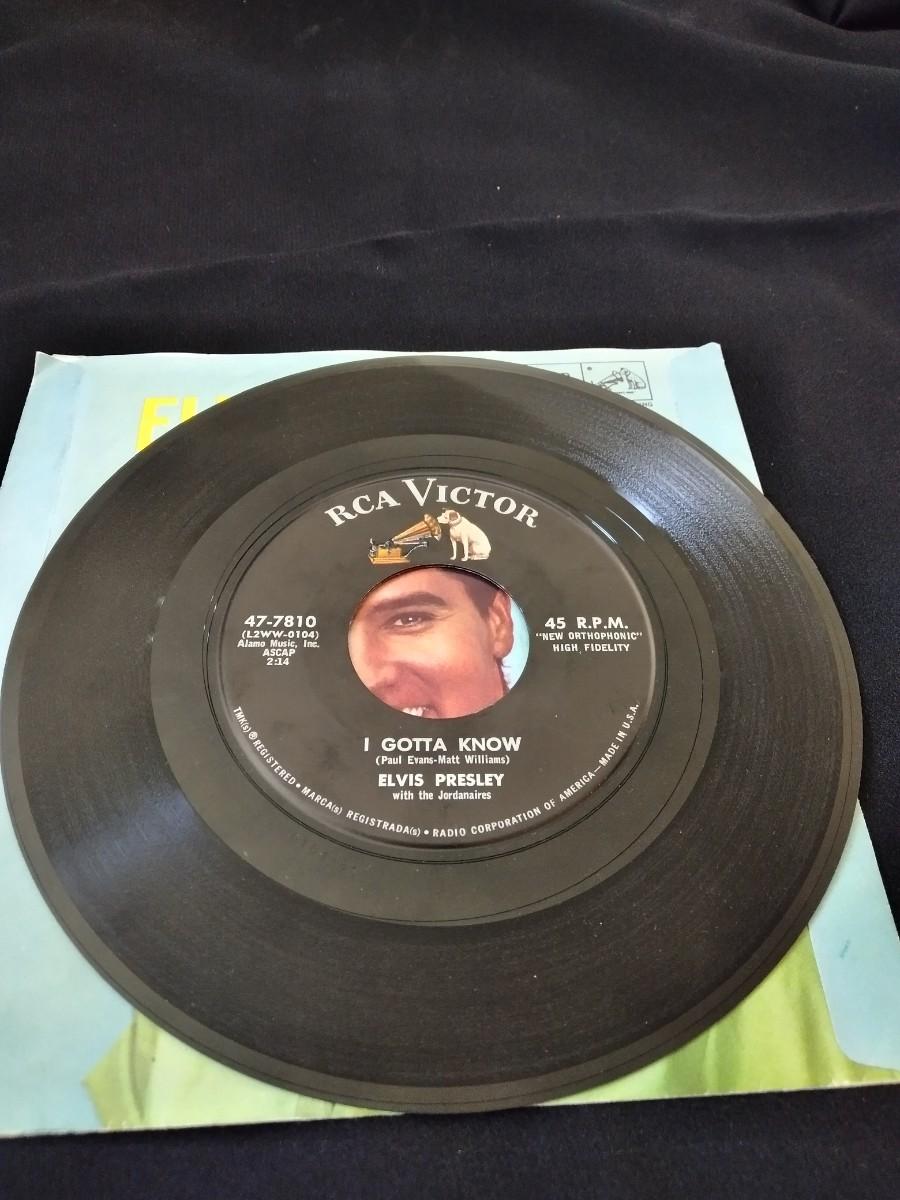 RCA VICTOR
47-7810
(L2WW-0104)
Alamo Music, Inc.
ASCAP
2:14
45 R.P.M.
"NEW ORTHOPHONIC"
HIGH FIDELITY
I GOTTA KNOW
(Paul Evans-Matt Williams)
ELVIS PRESLEY
with the Jordanaires
TMK(s) ® REGISTERED • MARCA(s) REGISTRADA(s) • RADIO CORPORATION OF AMERICA—MADE IN U.S.A.